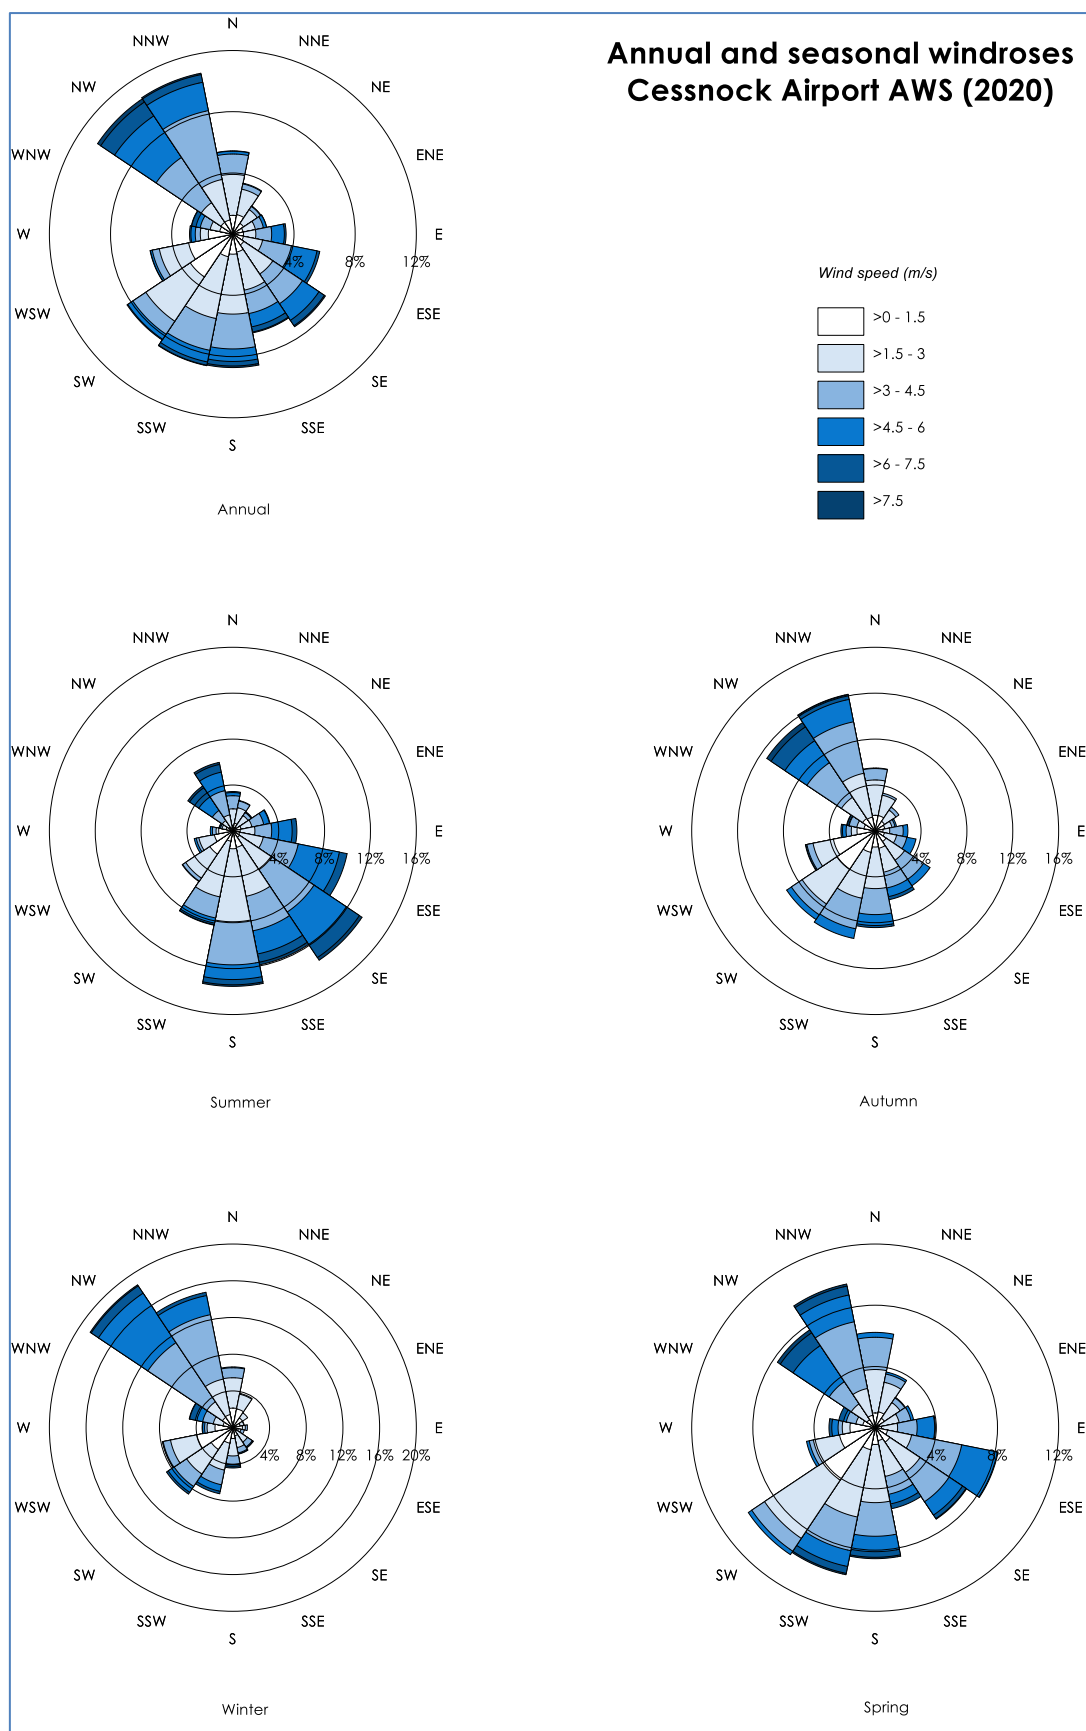 Annual and seasonal windroses
Cessnock Airport AWS (2020)
N
NNE
NE
ENE
E
ESE
SE
SSE
S
SSW
SW
WSW
W
WNW
NW
NNW
4%
8%
12%
Annual
Wind speed (m/s)
>0 - 1.5
>1.5 - 3
>3 - 4.5
>4.5 - 6
>6 - 7.5
>7.5
N
NNE
NE
ENE
E
ESE
SE
SSE
S
SSW
SW
WSW
W
WNW
NW
NNW
4%
8%
12%
16%
Summer
N
NNE
NE
ENE
E
ESE
SE
SSE
S
SSW
SW
WSW
W
WNW
NW
NNW
4%
8%
12%
16%
Autumn
N
NNE
NE
ENE
E
ESE
SE
SSE
S
SSW
SW
WSW
W
WNW
NW
NNW
4%
8%
12%
16%
20%
Winter
N
NNE
NE
ENE
E
ESE
SE
SSE
S
SSW
SW
WSW
W
WNW
NW
NNW
4%
8%
12%
Spring